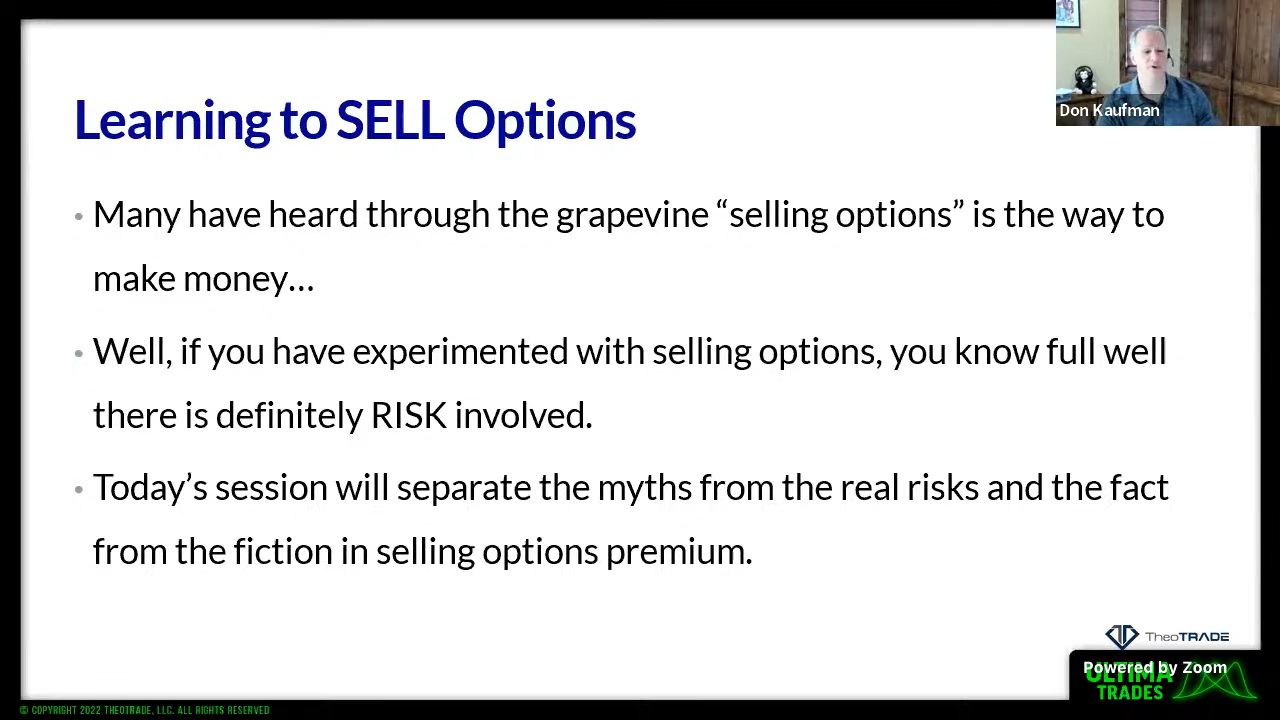 Learning to SELL Options
Don Kaufman
• Many have heard through the grapevine “selling options” is the way to
make money…
• Well, if you have experimented with selling options, you know full well
there is definitely RISK involved.
• Today’s session will separate the myths from the real risks and the fact
from the fiction in selling options premium.
TheoTRADE
Powered by Zoom
ULTIMA
TRADES
© COPYRIGHT 2022 THEOTRADE, LLC. ALL RIGHTS RESERVED